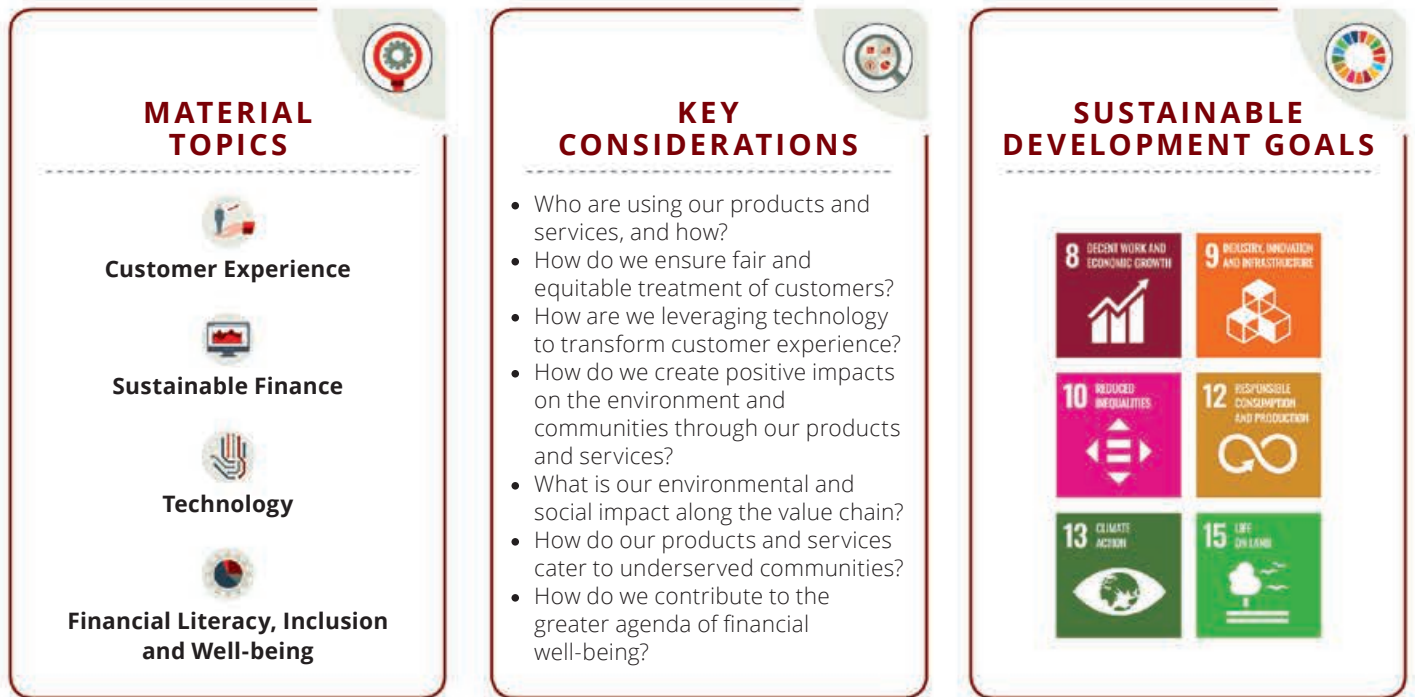 MATERIAL
TOPICS
Customer Experience
Sustainable Finance
Technology
Financial Literacy, Inclusion
and Well-being
KEY
CONSIDERATIONS
• Who are using our products and
services, and how?
• How do we ensure fair and
equitable treatment of customers?
• How are we leveraging technology
to transform customer experience?
• How do we create positive impacts
on the environment and
communities through our products
and services?
• What is our environmental and
social impact along the value chain?
• How do our products and services
cater to underserved communities?
• How do we contribute to the
greater agenda of financial
well-being?
SUSTAINABLE
DEVELOPMENT GOALS
8 DECENT WORK AND
ECONOMIC GROWTH
9 INDUSTRY, INNOVATION
AND INFRASTRUCTURE
10 REDUCED
INEQUALITIES
12 RESPONSIBLE
CONSUMPTION
AND PRODUCTION
13 CLIMATE
ACTION
15 LIFE
ON LAND